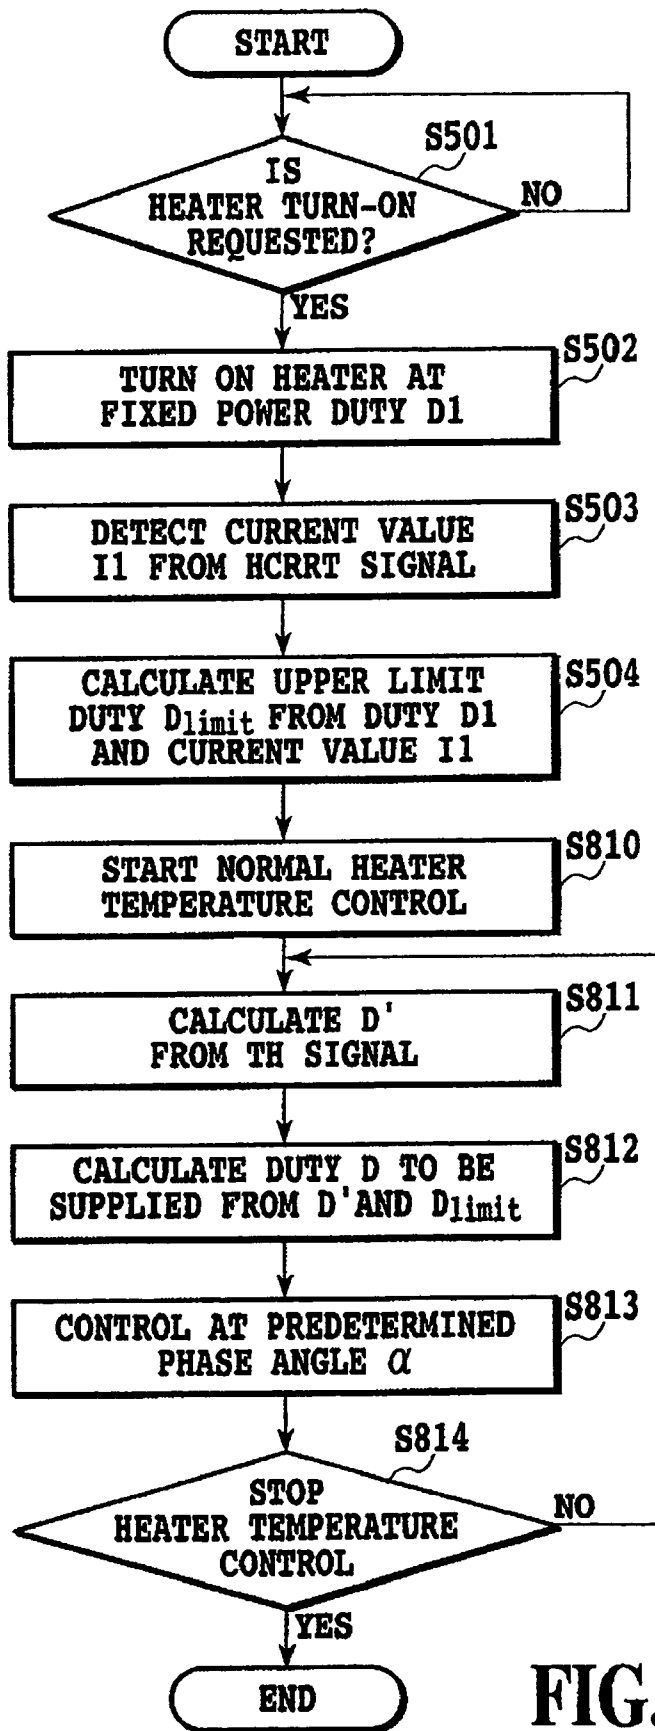 START
S501
IS
HEATER TURN-ON
REQUESTED?
NO
YES
S502
TURN ON HEATER AT
FIXED POWER DUTY D1
S503
DETECT CURRENT VALUE
I1 FROM HCRRT SIGNAL
S504
CALCULATE UPPER LIMIT
DUTY Dlimit FROM DUTY D1
AND CURRENT VALUE I1
S810
START NORMAL HEATER
TEMPERATURE CONTROL
S811
CALCULATE D'
FROM TH SIGNAL
S812
CALCULATE DUTY D TO BE
SUPPLIED FROM D'AND Dlimit
S813
CONTROL AT PREDETERMINED
PHASE ANGLE α
S814
STOP
HEATER TEMPERATURE
CONTROL
NO
YES
END
FIG.